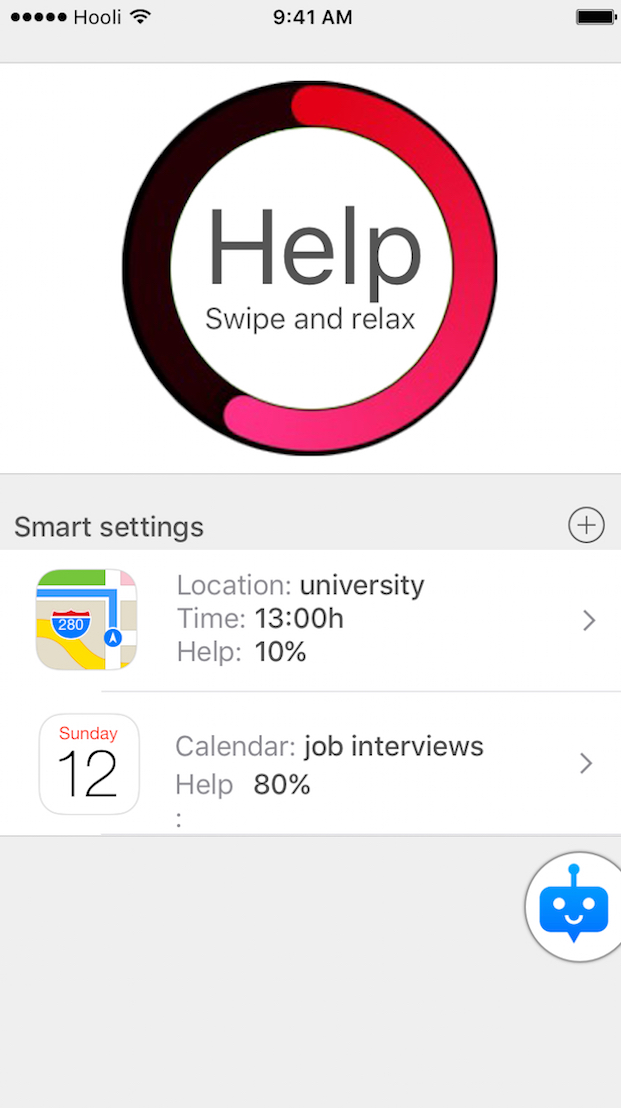 Hooli
9:41 AM
Help
Swipe and relax
Smart settings
280
Location: university
Time: 13:00h
Help: 10%
Sunday
12
Calendar: job interviews
Help 80%
: